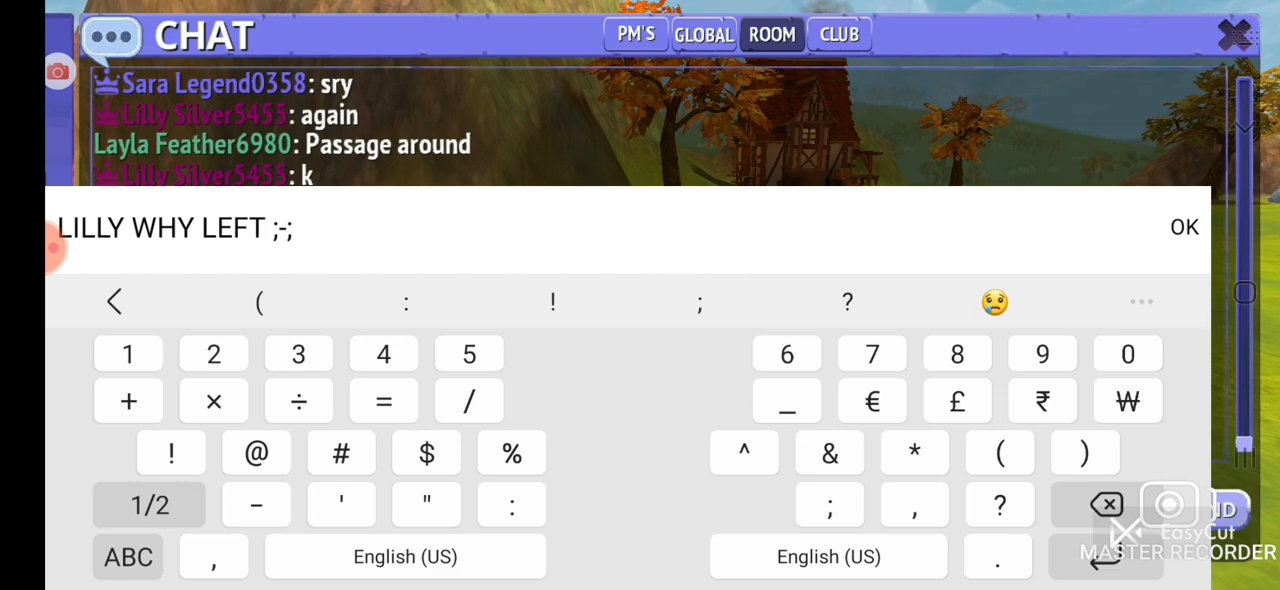 CHAT
PM'S GLOBAL ROOM CLUB
Sara Legend0358: sry
Lilly Silver5455: again
Layla Feather6980: Passage around
Lilly Silver5455: k
LILLY WHY LEFT ;-;
OK
( : ! ; ? 😢 ...
1 2 3 4 5 6 7 8 9 0
+ × ÷ = / _ € £ ₹ ₩
! @ # $ % ^ & * ( )
1/2 - ' " : ; , ?
ABC , English (US) English (US) .
ND
EasyCut
MASTER RECORDER